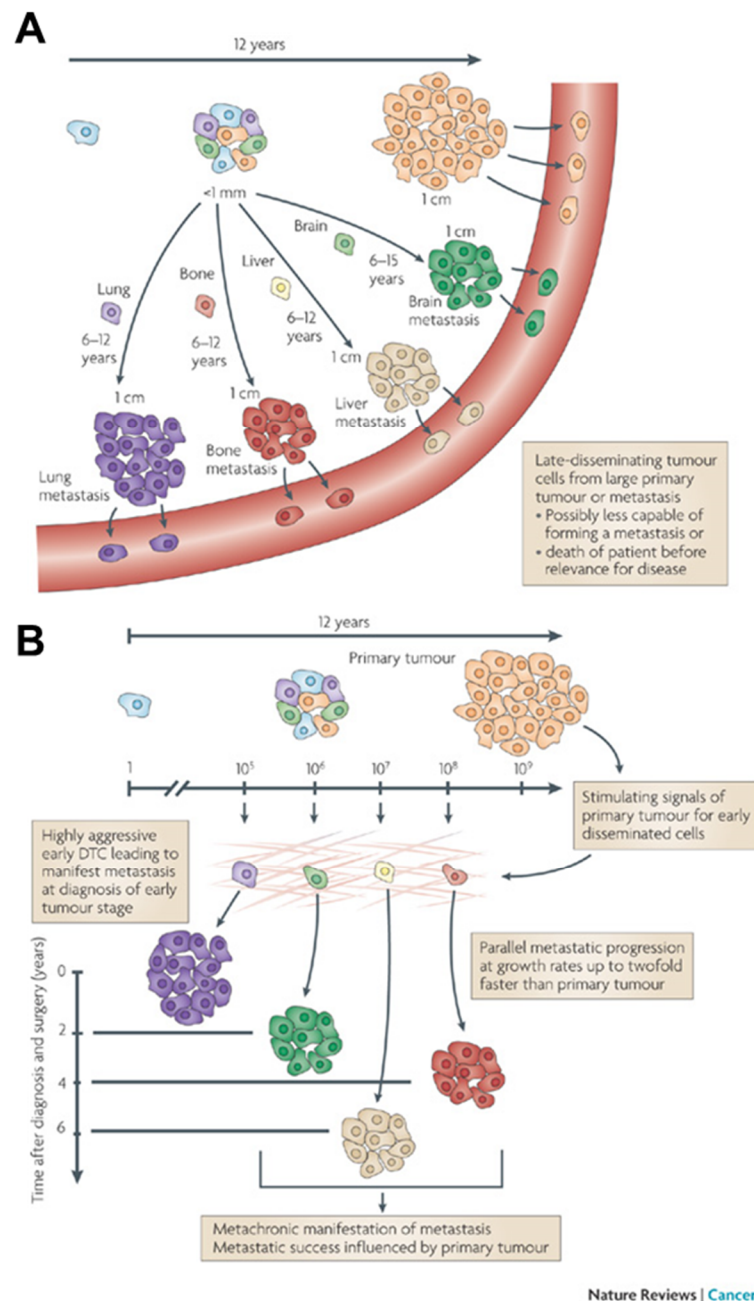 A
12 years
<1 mm
1 cm
Brain
1 cm
Liver
6–15
years
Bone
Lung
Brain
metastasis
6–12
years
6–12
years
6–12
years
1 cm
1 cm
1 cm
Liver
metastasis
Bone
metastasis
Lung
metastasis
Late-disseminating tumour
cells from large primary
tumour or metastasis
• Possibly less capable of
forming a metastasis or
• death of patient before
relevance for disease
B
12 years
Primary tumour
1
10⁵
10⁶
10⁷
10⁸
10⁹
Stimulating signals of
primary tumour for early
disseminated cells
Highly aggressive
early DTC leading to
manifest metastasis
at diagnosis of early
tumour stage
Parallel metastatic progression
at growth rates up to twofold
faster than primary tumour
Time after diagnosis and surgery (years)
0
2
4
6
Metachronic manifestation of metastasis
Metastatic success influenced by primary tumour
Nature Reviews | Cancer